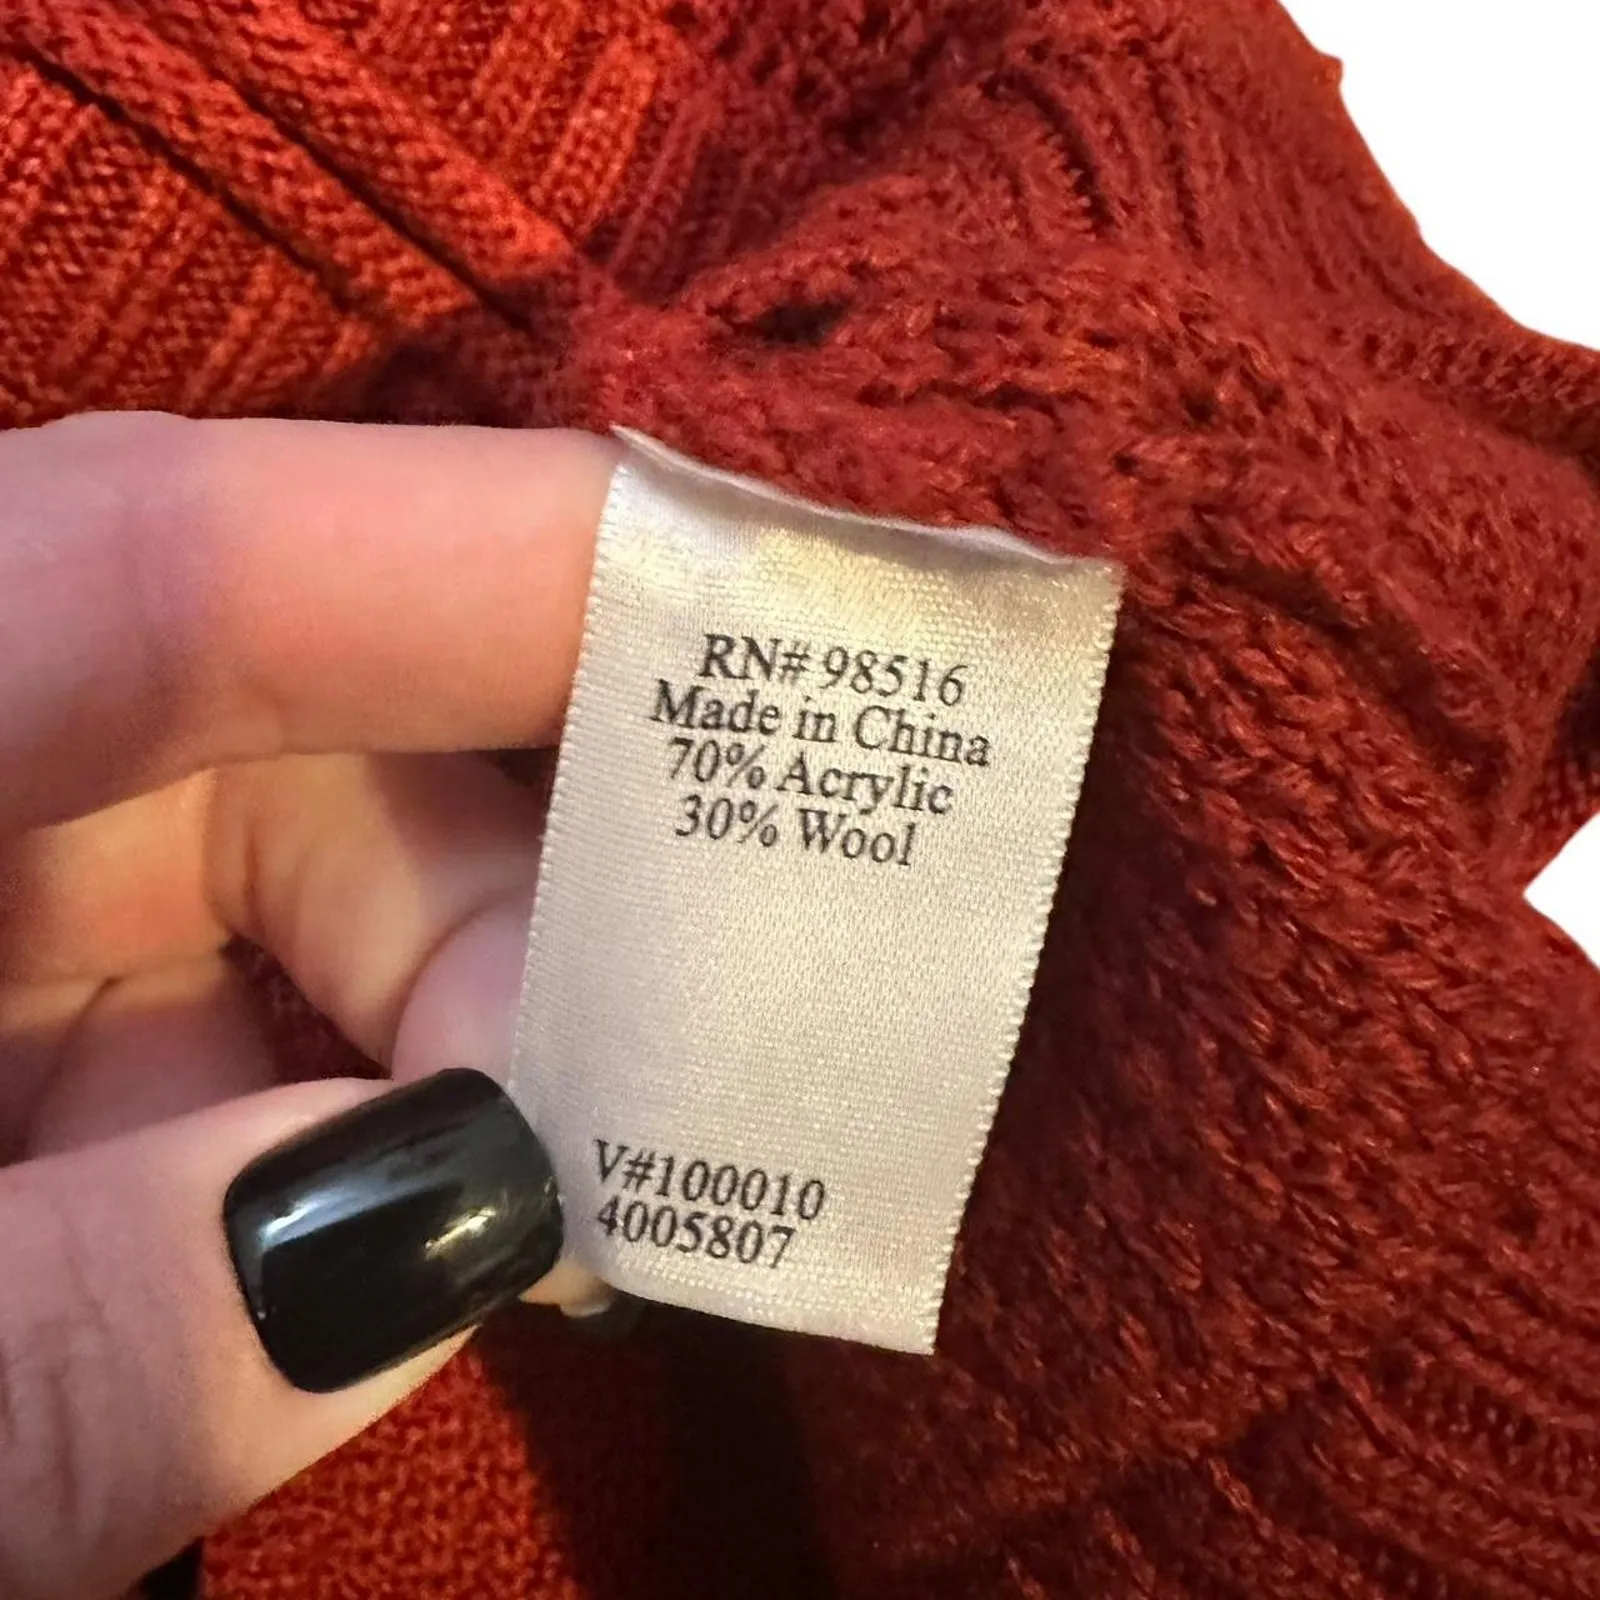 RN# 98516
Made in China
70% Acrylic
30% Wool
V#100010
4005807